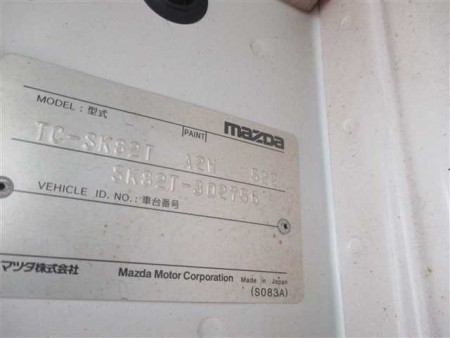 MODEL : 型式
PAINT
mazda
TC-SK82T A2W
VEHICLE ID. NO. : 車台番号
マツダ株式会社
Mazda Motor Corporation Made in Japan
(S083A)